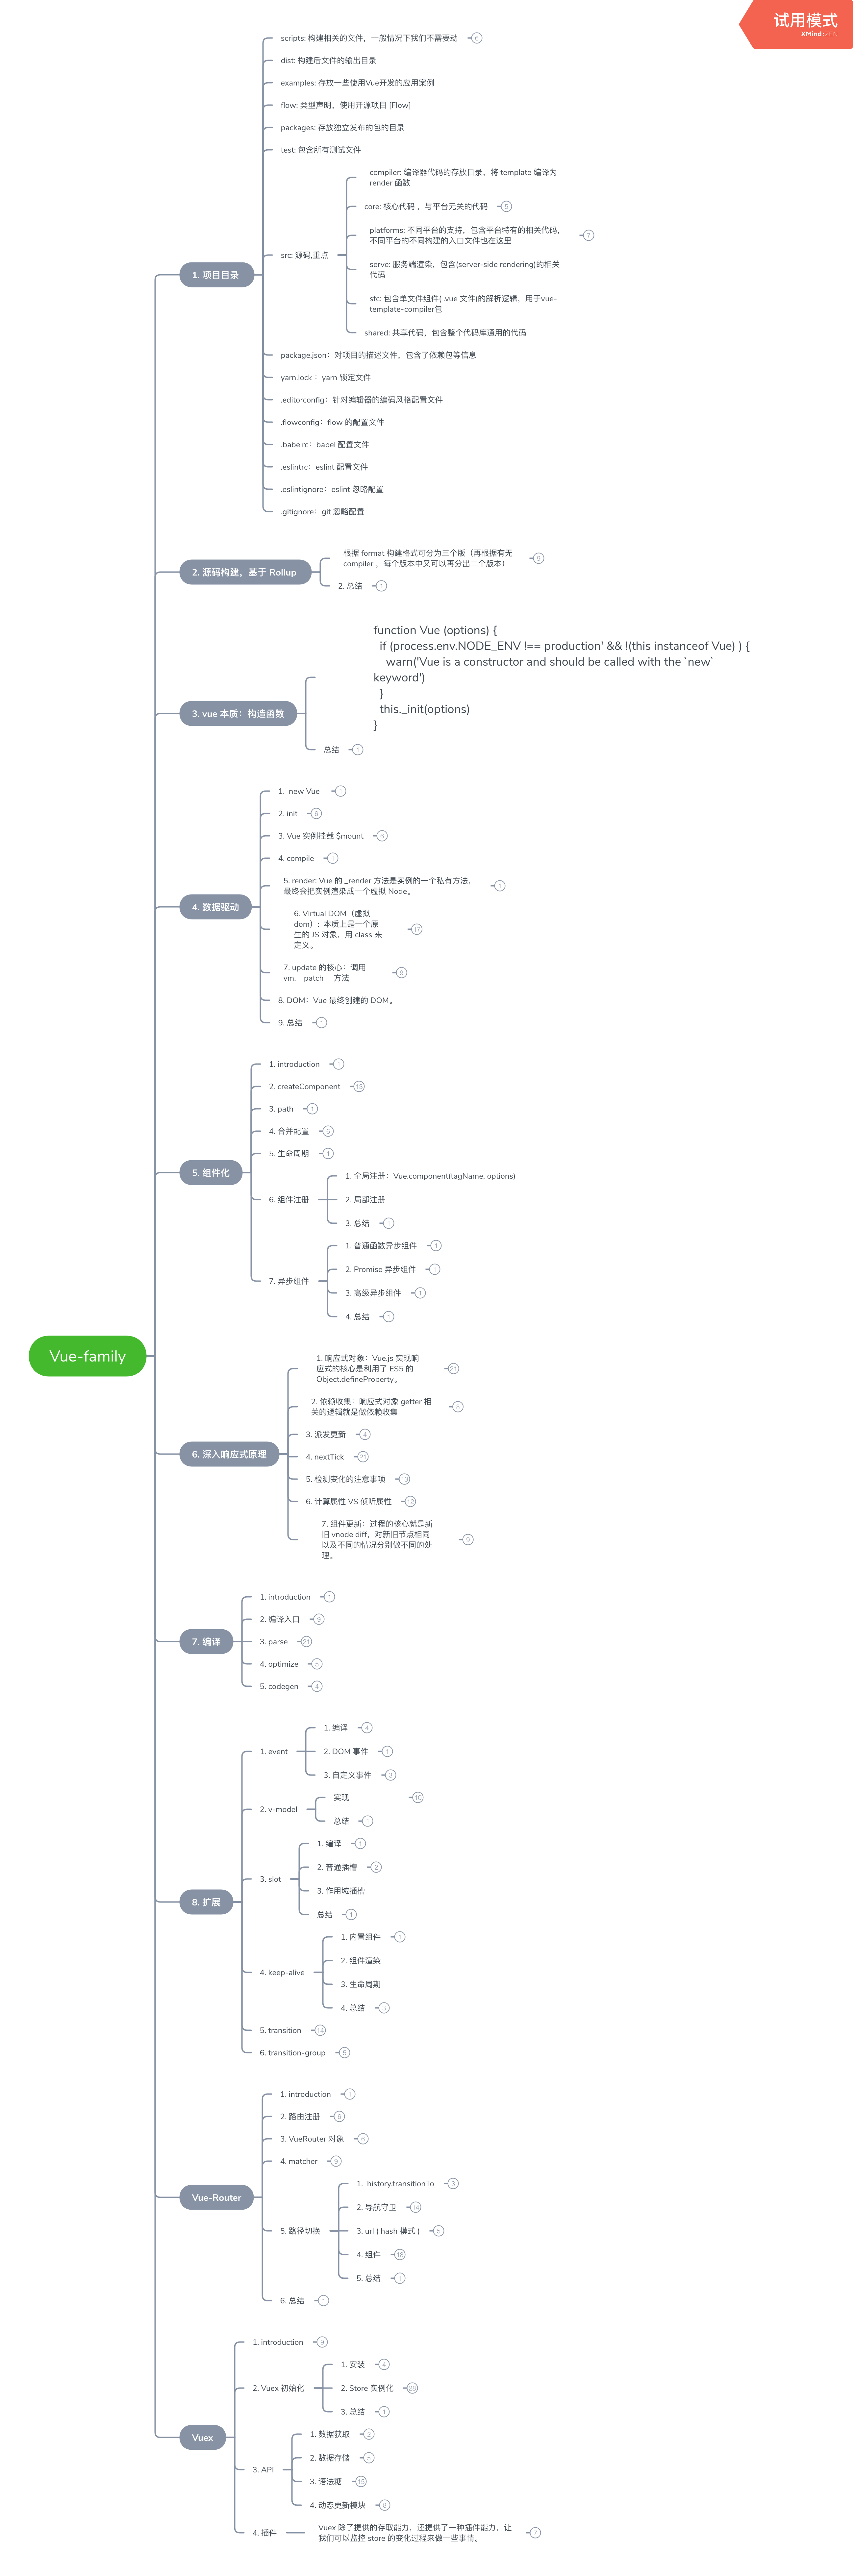 试用模式
XMind:ZEN
Vue-family
1. 项目目录
scripts: 构建相关的文件，一般情况下我们不需要动
6
dist: 构建后文件的输出目录
examples: 存放一些使用Vue开发的应用案例
flow: 类型声明，使用开源项目 [Flow]
packages: 存放独立发布的包的目录
test: 包含所有测试文件
src: 源码,重点
compiler: 编译器代码的存放目录，将 template 编译为
render 函数
core: 核心代码 ，与平台无关的代码
5
platforms: 不同平台的支持，包含平台特有的相关代码，
不同平台的不同构建的入口文件也在这里
7
serve: 服务端渲染，包含(server-side rendering)的相关
代码
sfc: 包含单文件组件( .vue 文件)的解析逻辑，用于vue-
template-compiler包
shared: 共享代码，包含整个代码库通用的代码
package.json：对项目的描述文件，包含了依赖包等信息
yarn.lock ：yarn 锁定文件
.editorconfig：针对编辑器的编码风格配置文件
.flowconfig：flow 的配置文件
.babelrc：babel 配置文件
.eslintrc：eslint 配置文件
.eslintignore：eslint 忽略配置
.gitignore：git 忽略配置
2. 源码构建，基于 Rollup
根据 format 构建格式可分为三个版（再根据有无
compiler ，每个版本中又可以再分出二个版本）
9
2. 总结
1
3. vue 本质：构造函数
function Vue (options) {
if (process.env.NODE_ENV !== production' && !(this instanceof Vue) ) {
warn('Vue is a constructor and should be called with the `new`
keyword')
}
this._init(options)
}
总结
1
4. 数据驱动
1. new Vue
1
2. init
6
3. Vue 实例挂载 $mount
6
4. compile
1
5. render: Vue 的 _render 方法是实例的一个私有方法，
最终会把实例渲染成一个虚拟 Node。
1
6. Virtual DOM（虚拟
dom）: 本质上是一个原
生的 JS 对象，用 class 来
定义。
17
7. update 的核心：调用
vm.__patch__ 方法
9
8. DOM：Vue 最终创建的 DOM。
9. 总结
1
5. 组件化
1. introduction
1
2. createComponent
13
3. path
1
4. 合并配置
6
5. 生命周期
1
6. 组件注册
1. 全局注册：Vue.component(tagName, options)
2. 局部注册
3. 总结
1
7. 异步组件
1. 普通函数异步组件
1
2. Promise 异步组件
1
3. 高级异步组件
1
4. 总结
1
6. 深入响应式原理
1. 响应式对象：Vue.js 实现响
应式的核心是利用了 ES5 的
Object.defineProperty。
21
2. 依赖收集：响应式对象 getter 相
关的逻辑就是做依赖收集
8
3. 派发更新
4
4. nextTick
21
5. 检测变化的注意事项
13
6. 计算属性 VS 侦听属性
12
7. 组件更新：过程的核心就是新
旧 vnode diff，对新旧节点相同
以及不同的情况分别做不同的处
理。
9
7. 编译
1. introduction
1
2. 编译入口
9
3. parse
21
4. optimize
5
5. codegen
4
8. 扩展
1. event
1. 编译
4
2. DOM 事件
1
3. 自定义事件
3
2. v-model
实现
10
总结
1
3. slot
1. 编译
1
2. 普通插槽
2
3. 作用域插槽
总结
1
4. keep-alive
1. 内置组件
1
2. 组件渲染
3. 生命周期
4. 总结
3
5. transition
14
6. transition-group
5
Vue-Router
1. introduction
1
2. 路由注册
6
3. VueRouter 对象
6
4. matcher
9
5. 路径切换
1. history.transitionTo
3
2. 导航守卫
14
3. url ( hash 模式 )
5
4. 组件
18
5. 总结
1
6. 总结
1
Vuex
1. introduction
9
2. Vuex 初始化
1. 安装
4
2. Store 实例化
28
3. 总结
1
3. API
1. 数据获取
2
2. 数据存储
5
3. 语法糖
15
4. 动态更新模块
8
4. 插件
Vuex 除了提供的存取能力，还提供了一种插件能力，让
我们可以监控 store 的变化过程来做一些事情。
7